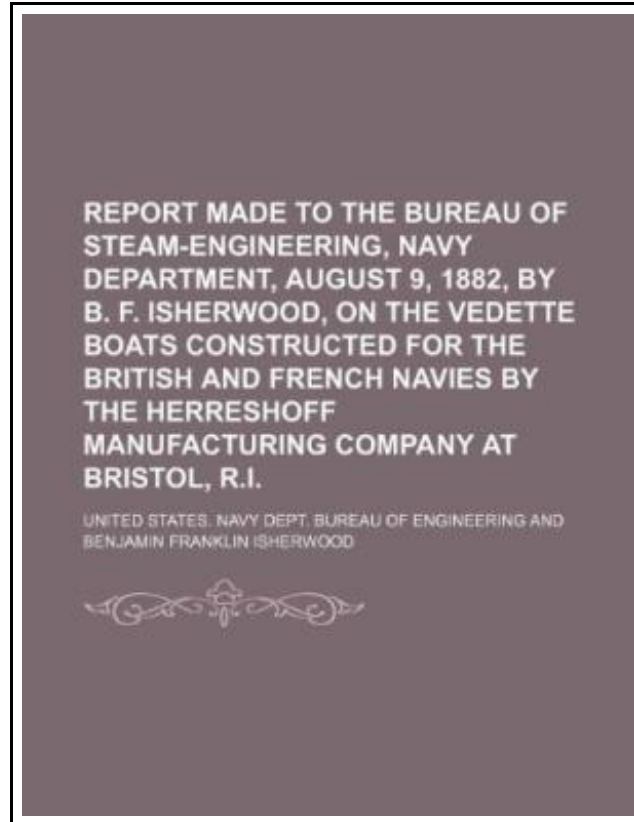 REPORT MADE TO THE BUREAU OF
STEAM-ENGINEERING, NAVY
DEPARTMENT, AUGUST 9, 1882, BY
B. F. ISHERWOOD, ON THE VEDETTE
BOATS CONSTRUCTED FOR THE
BRITISH AND FRENCH NAVIES BY
THE HERRESHOFF
MANUFACTURING COMPANY AT
BRISTOL, R.I.
UNITED STATES. NAVY DEPT. BUREAU OF ENGINEERING AND
BENJAMIN FRANKLIN ISHERWOOD